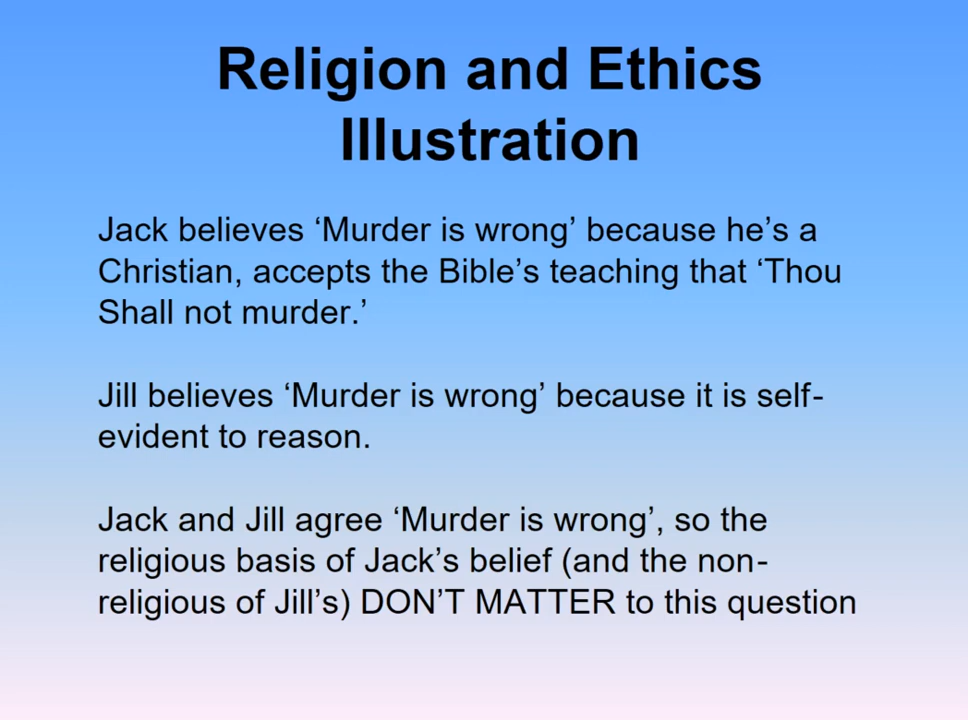 Religion and Ethics
Illustration
Jack believes ‘Murder is wrong’ because he’s a
Christian, accepts the Bible’s teaching that ‘Thou
Shall not murder.’
Jill believes ‘Murder is wrong’ because it is self-
evident to reason.
Jack and Jill agree ‘Murder is wrong’, so the
religious basis of Jack’s belief (and the non-
religious of Jill’s) DON’T MATTER to this question